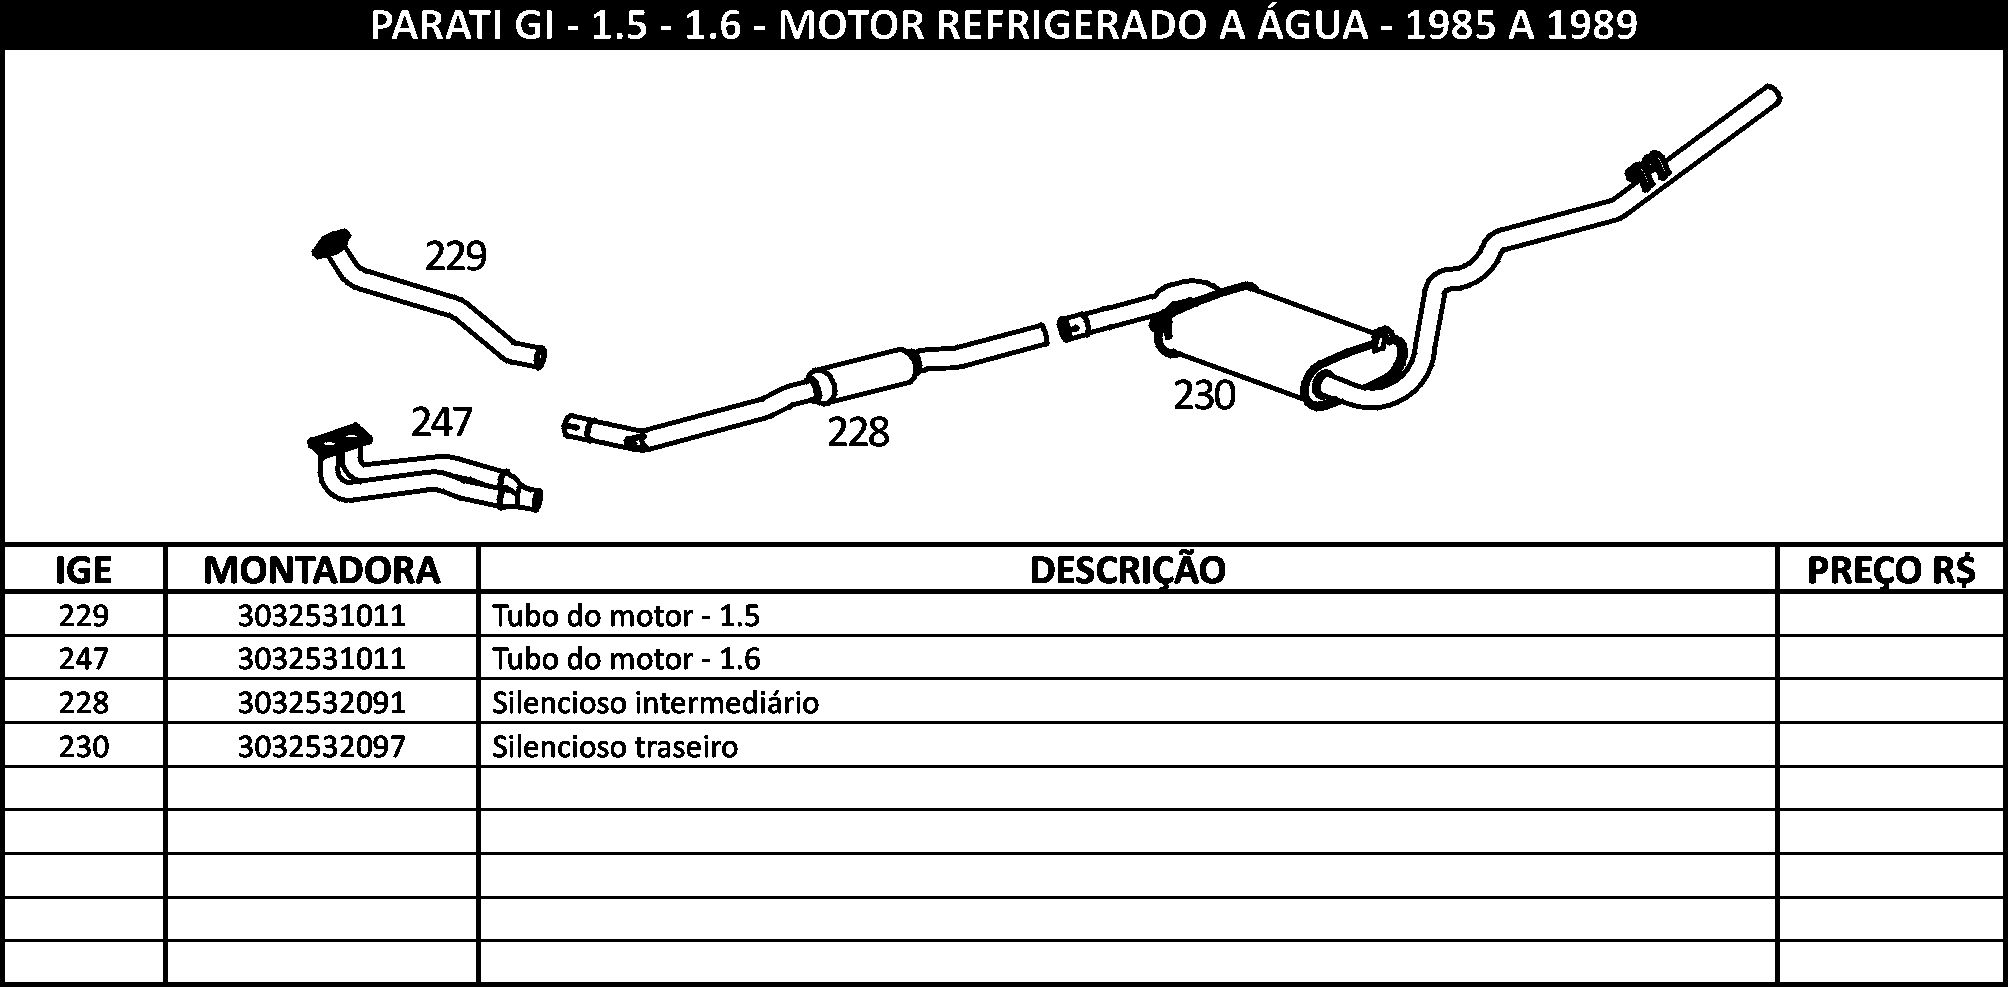 PARATI GI - 1.5 - 1.6 - MOTOR REFRIGERADO A ÁGUA - 1985 A 1989
229
247
228
230
IGE MONTADORA DESCRIÇÃO PREÇO R$
229 3032531011 Tubo do motor - 1.5
247 3032531011 Tubo do motor - 1.6
228 3032532091 Silencioso intermediário
230 3032532097 Silencioso traseiro